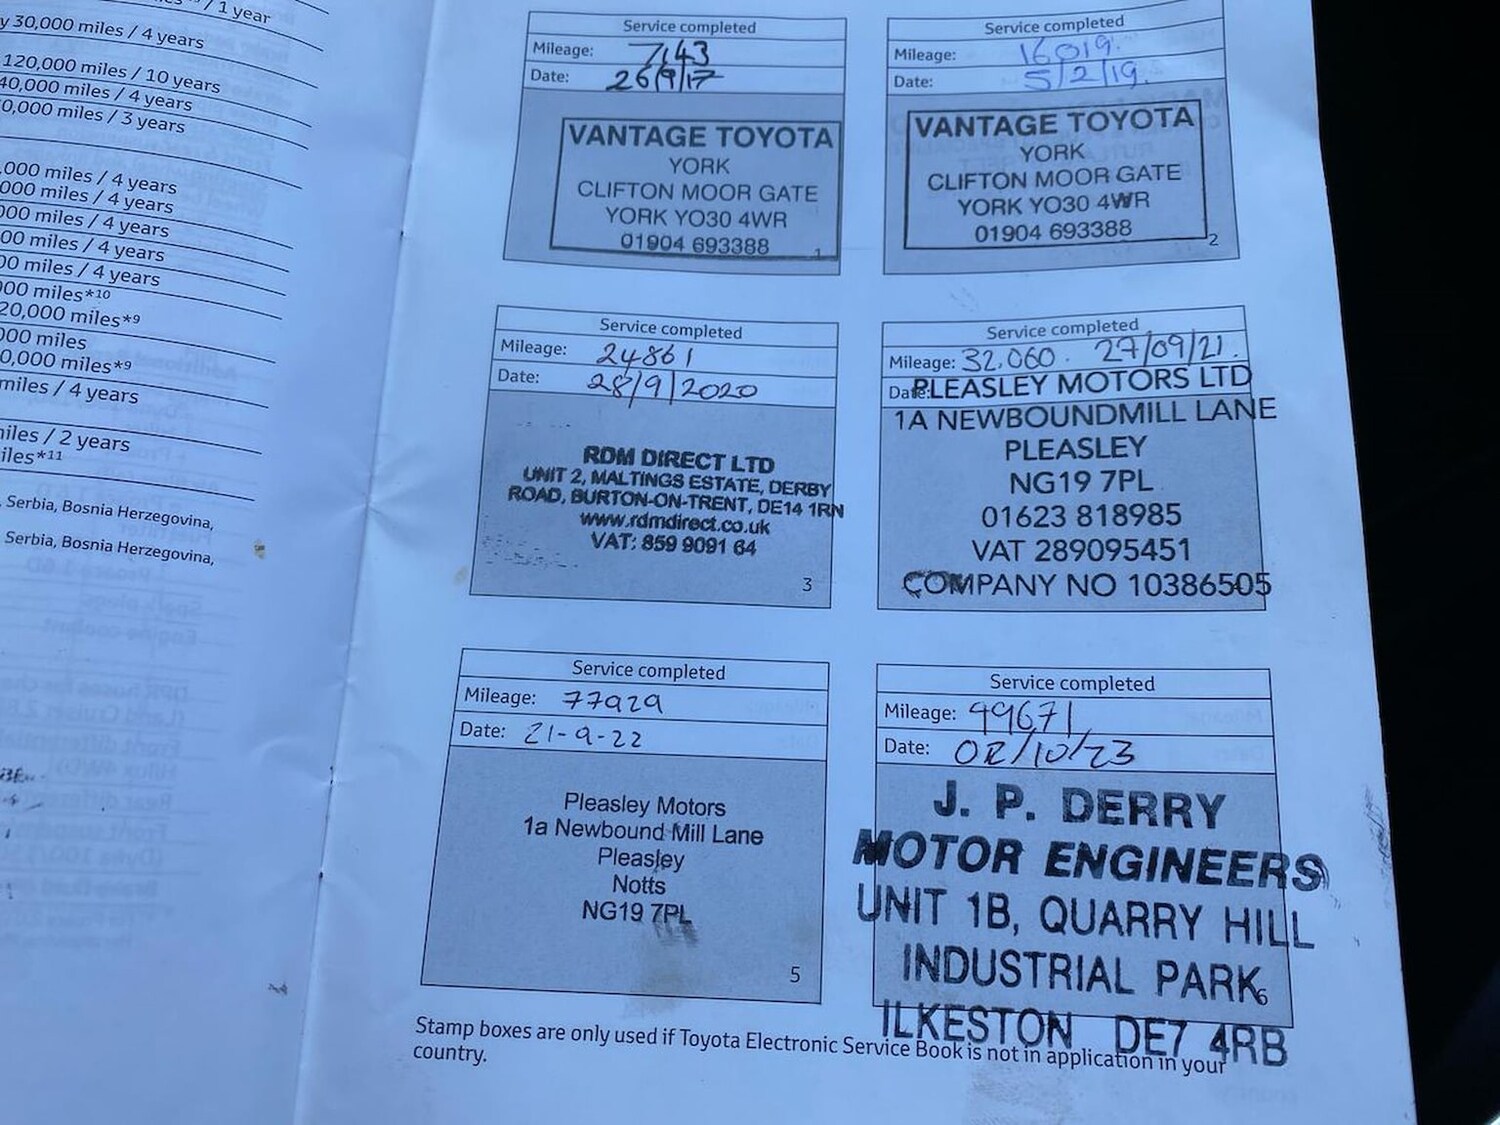 / 1 year
y 30,000 miles / 4 years
120,000 miles / 10 years
40,000 miles / 4 years
0,000 miles / 3 years
,000 miles / 4 years
000 miles / 4 years
000 miles / 4 years
00 miles / 4 years
00 miles / 4 years
000 miles*10
20,000 miles*9
000 miles
0,000 miles*9
miles / 4 years
niles / 2 years
iles*11
, Serbia, Bosnia Herzegovina,
Serbia, Bosnia Herzegovina,
Service completed
Mileage: 7,143
Date: 26/9/17
VANTAGE TOYOTA
YORK
CLIFTON MOOR GATE
YORK YO30 4WR
01904 693388
1
Service completed
Mileage: 16019.
Date: 5/2/19.
VANTAGE TOYOTA
YORK
CLIFTON MOOR GATE
YORK YO30 4WR
01904 693388
2
Service completed
Mileage: 24861
Date: 28/9/2020
RDM DIRECT LTD
UNIT 2, MALTINGS ESTATE, DERBY
ROAD, BURTON-ON-TRENT, DE14 1RN
www.rdmdirect.co.uk
VAT: 859 9091 64
3
Service completed
Mileage: 32,060. 27/09/21.
Date:
PLEASLEY MOTORS LTD
1A NEWBOUNDMILL LANE
PLEASLEY
NG19 7PL
01623 818985
VAT 289095451
COMPANY NO 10386505
Service completed
Mileage: 77929
Date: 21-9-22
Pleasley Motors
1a Newbound Mill Lane
Pleasley
Notts
NG19 7PL
5
Service completed
Mileage: 99671
Date: 02/10/23
J. P. DERRY
MOTOR ENGINEERS
UNIT 1B, QUARRY HILL
INDUSTRIAL PARK
6
ILKESTON DE7 4RB
Stamp boxes are only used if Toyota Electronic Service Book is not in application in your
country.